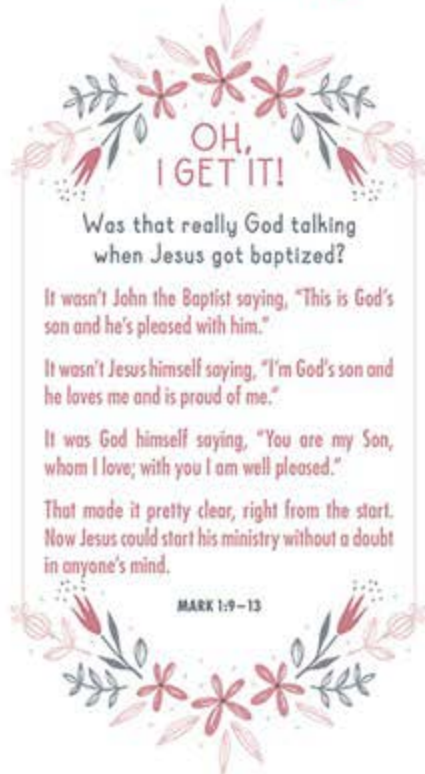 OH,
I GET IT!
Was that really God talking
when Jesus got baptized?
It wasn't John the Baptist saying, "This is God's
son and he's pleased with him."
It wasn't Jesus himself saying, "I'm God's son and
he loves me and is proud of me."
It was God himself saying, "You are my Son,
whom I love; with you I am well pleased."
That made it pretty clear, right from the start.
Now Jesus could start his ministry without a doubt
in anyone's mind.
MARK 1:9–13